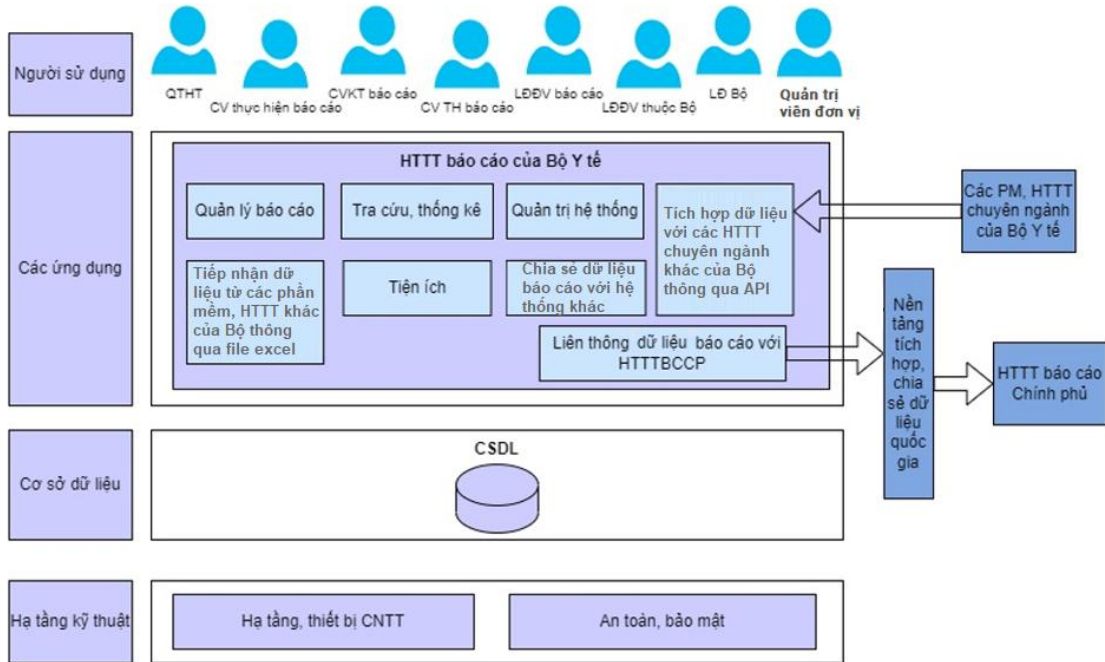 Người sử dụng
QTHT
CV thực hiện báo cáo
CVKT báo cáo
CV TH báo cáo
LĐĐV báo cáo
LĐĐV thuộc Bộ
LĐ Bộ
Quản trị
viên đơn vị
Các ứng dụng
HTTT báo cáo của Bộ Y tế
Quản lý báo cáo
Tra cứu, thống kê
Quản trị hệ thống
Tích hợp dữ liệu
với các HTTT
chuyên ngành
khác của Bộ
thông qua API
Tiếp nhận dữ
liệu từ các phần
mềm, HTTT khác
của Bộ thông
qua file excel
Tiện ích
Chia sẻ dữ liệu
báo cáo với hệ
thống khác
Liên thông dữ liệu báo cáo với
HTTTBCCP
Các PM, HTTT
chuyên ngành
của Bộ Y tế
Nền
tảng
tích
hợp,
chia
sẻ dữ
liệu
quốc
gia
HTTT báo cáo
Chính phủ
Cơ sở dữ liệu
CSDL
Hạ tầng kỹ thuật
Hạ tầng, thiết bị CNTT
An toàn, bảo mật